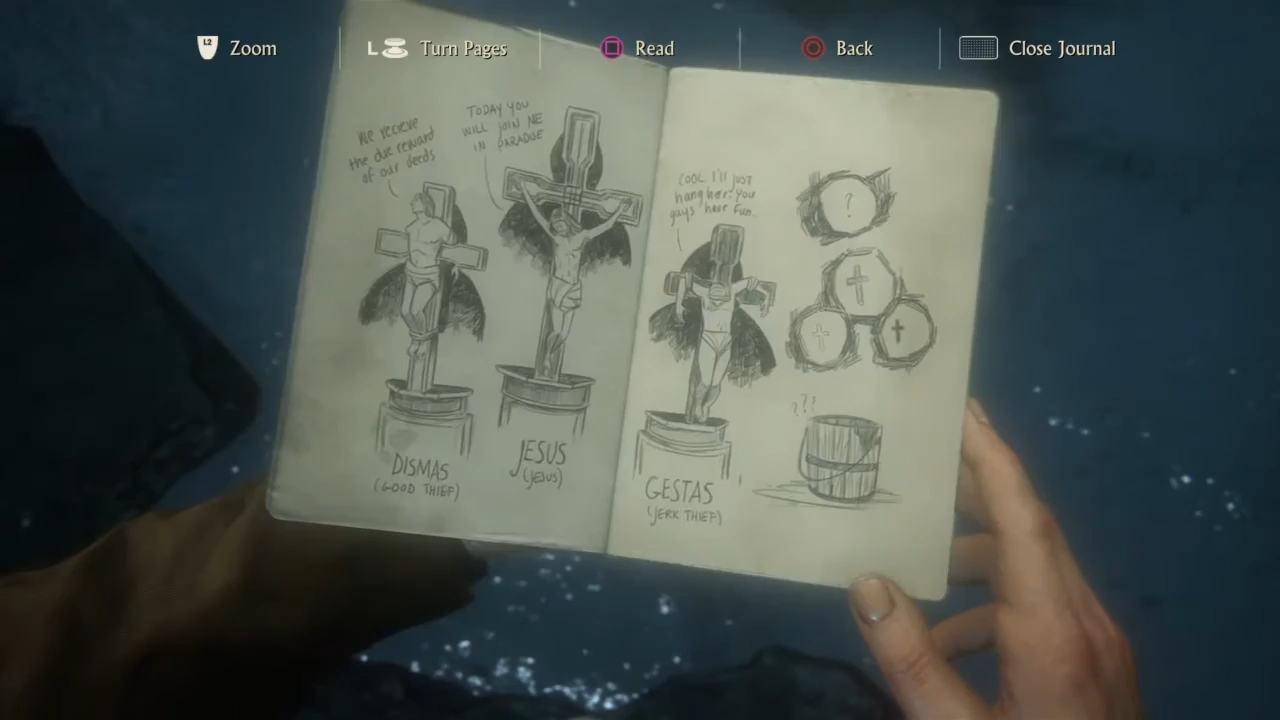 L2 Zoom
L Turn Pages
Read
Back
Close Journal
We recieve
the due reward
of our deeds
TODAY YOU
WILL JOIN ME
IN PARADISE
DISMAS
(GOOD THIEF)
JESUS
(JESUS)
COOL. I'll JUST
hang here. You
guys have fun..
GESTAS
(JERK THIEF)
?
???